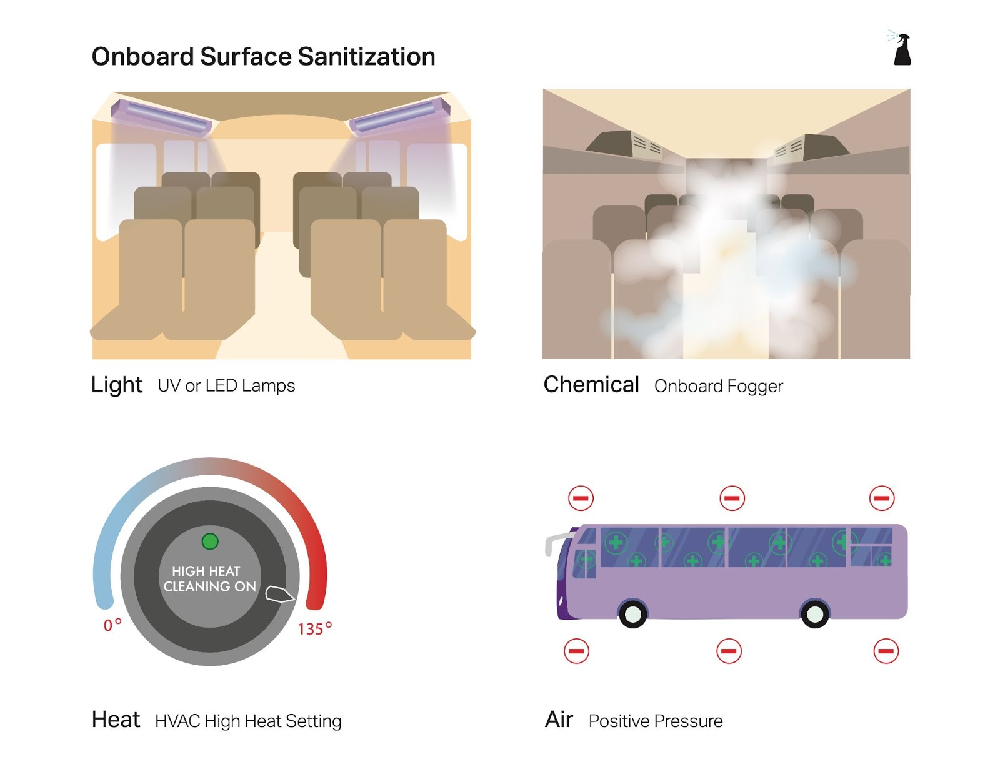 Onboard Surface Sanitization
Light UV or LED Lamps
Chemical Onboard Fogger
HIGH HEAT
CLEANING ON
0°
135°
Heat HVAC High Heat Setting
Air Positive Pressure